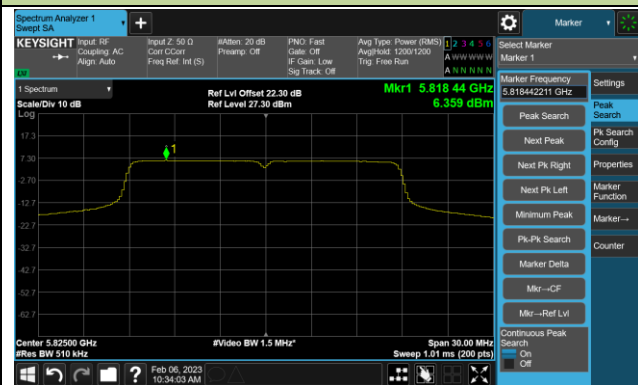 Spectrum Analyzer 1
Swept SA
KEYSIGHT
Input: RF
Coupling: AC
Align: Auto
Input Z: 50 Ω
Corr CCorr
Freq Ref: Int (S)
#Atten: 20 dB
Preamp: Off
PNO: Fast
Gate: Off
IF Gain: Low
Sig Track: Off
Avg Type: Power (RMS)
Avg|Hold: 1200/1200
Trig: Free Run
1 2 3 4 5 6
A W W W W W
A N N N N N
1 Spectrum
Scale/Div 10 dB
Log
Ref Lvl Offset 22.30 dB
Ref Level 27.30 dBm
Mkr1 5.818 44 GHz
6.359 dBm
17.3
7.30
-2.70
-12.7
-22.7
-32.7
-42.7
-52.7
-62.7
1
Center 5.82500 GHz
#Res BW 510 kHz
#Video BW 1.5 MHz*
Span 30.00 MHz
Sweep 1.01 ms (200 pts)
Feb 06, 2023
10:34:03 AM
Marker
Select Marker
Marker 1
Marker Frequency
5.818442211 GHz
Peak Search
Next Peak
Next Pk Right
Next Pk Left
Minimum Peak
Pk-Pk Search
Marker Delta
Mkr→CF
Mkr→Ref Lvl
Continuous Peak
Search
On
Off
Settings
Peak
Search
Pk Search
Config
Properties
Marker
Function
Marker→
Counter